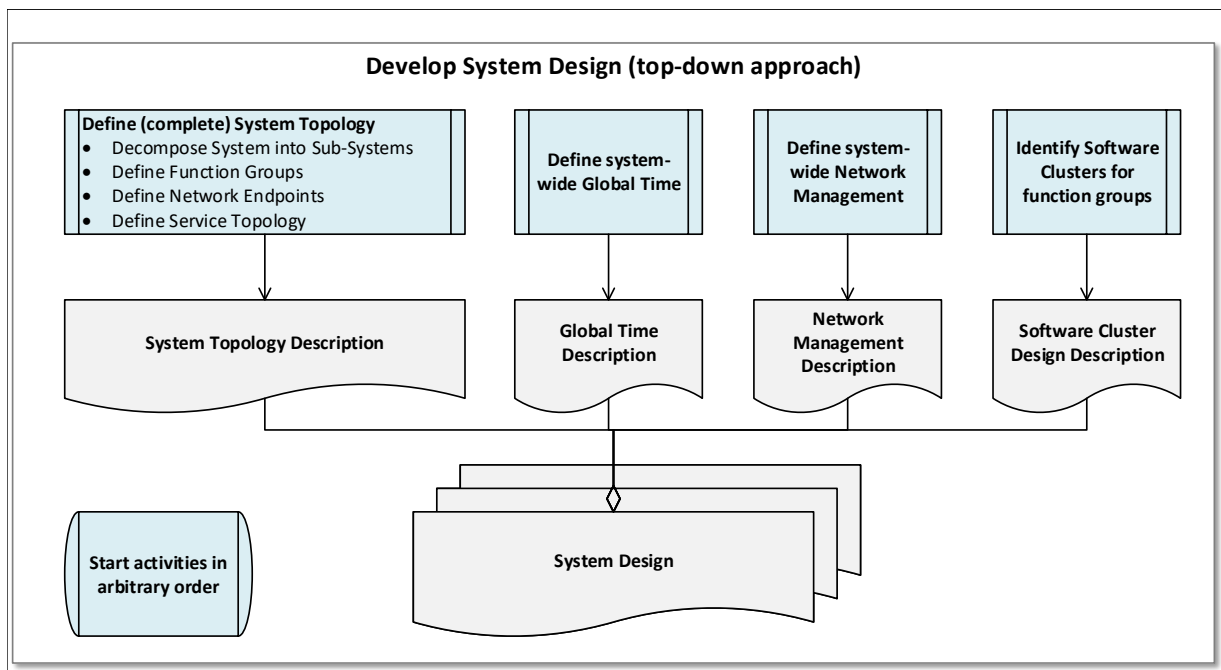 Develop System Design (top-down approach)
Define (complete) System Topology
• Decompose System into Sub-Systems
• Define Function Groups
• Define Network Endpoints
• Define Service Topology
Define system-
wide Global Time
Define system-
wide Network
Management
Identify Software
Clusters for
function groups
System Topology Description
Global Time
Description
Network
Management
Description
Software Cluster
Design Description
Start activities in
arbitrary order
System Design